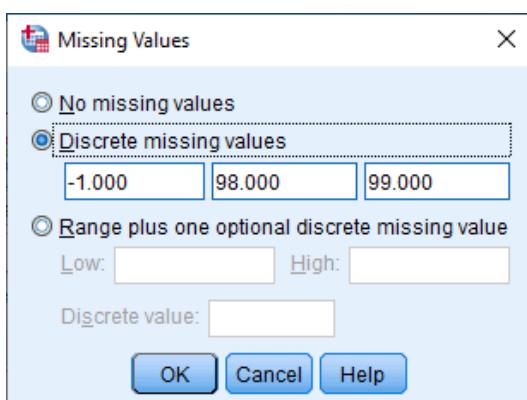 Missing Values
No missing values
Discrete missing values
-1.000 98.000 99.000
Range plus one optional discrete missing value
Low: High:
Discrete value:
OK Cancel Help